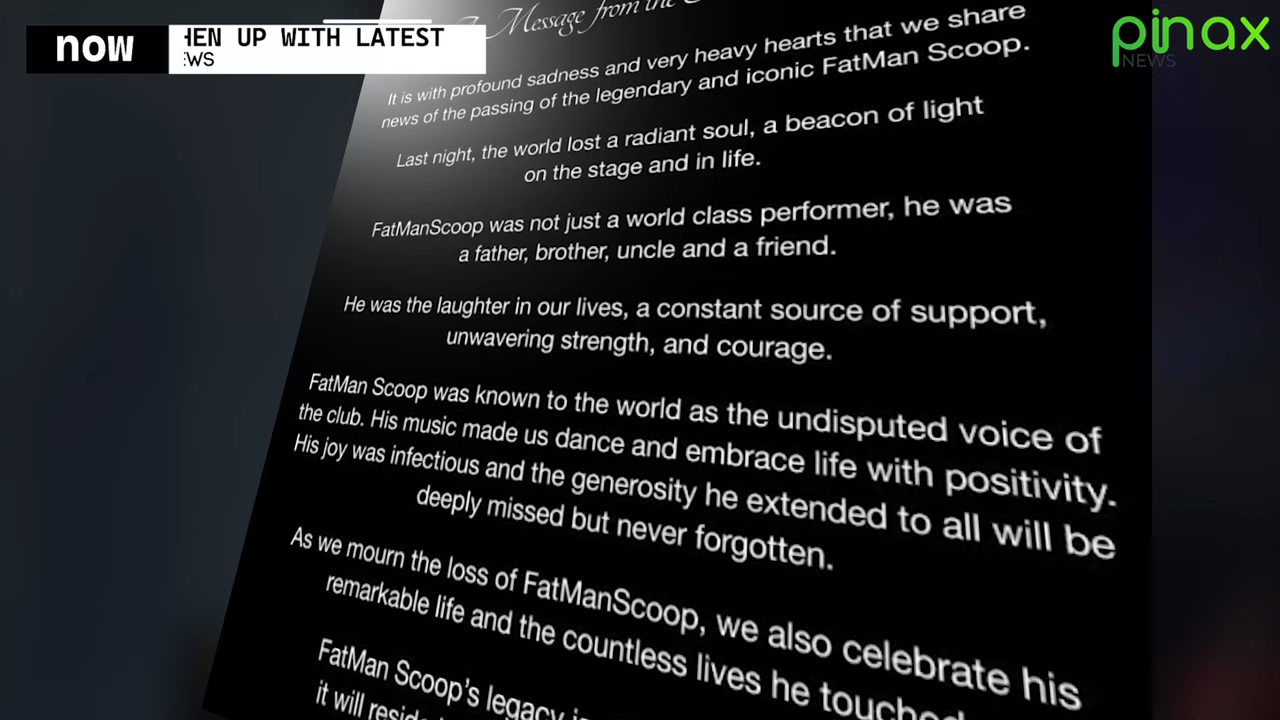 now
HEN UP WITH LATEST
EWS
pinax
NEWS
Message from the
It is with profound sadness and very heavy hearts that we share
news of the passing of the legendary and iconic FatMan Scoop.
Last night, the world lost a radiant soul, a beacon of light
on the stage and in life.
FatManScoop was not just a world class performer, he was
a father, brother, uncle and a friend.
He was the laughter in our lives, a constant source of support,
unwavering strength, and courage.
FatMan Scoop was known to the world as the undisputed voice of
the club. His music made us dance and embrace life with positivity.
His joy was infectious and the generosity he extended to all will be
deeply missed but never forgotten.
As we mourn the loss of FatManScoop, we also celebrate his
remarkable life and the countless lives he touched
FatMan Scoop's legacy
it will